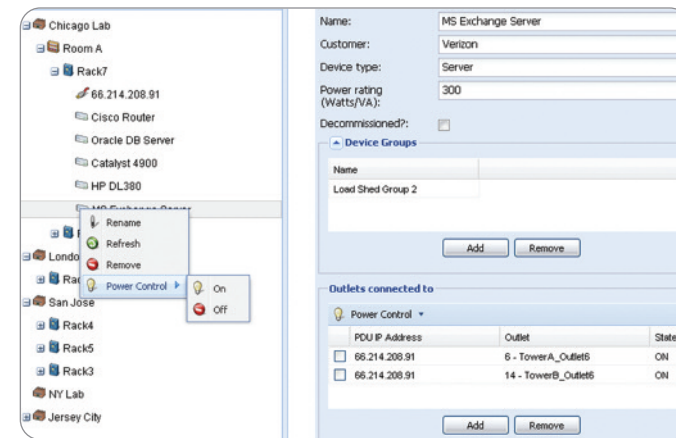 Chicago Lab
Room A
Rack7
66.214.208.91
Cisco Router
Oracle DB Server
Catalyst 4900
HP DL380
MS Exchange Server
Rename
Refresh
Remove
Power Control
On
Off
San Jose
Rack4
Rack5
Rack3
NY Lab
Jersey City
Name: MS Exchange Server
Customer: Verizon
Device type: Server
Power rating (Watts/VA): 300
Decommissioned?:
Device Groups
Name
Load Shed Group 2
Add Remove
Outlets connected to
Power Control
PDU IP Address Outlet State
66.214.208.91 6 - TowerA_Outlet6 ON
66.214.208.91 14 - TowerB_Outlet6 ON
Add Remove